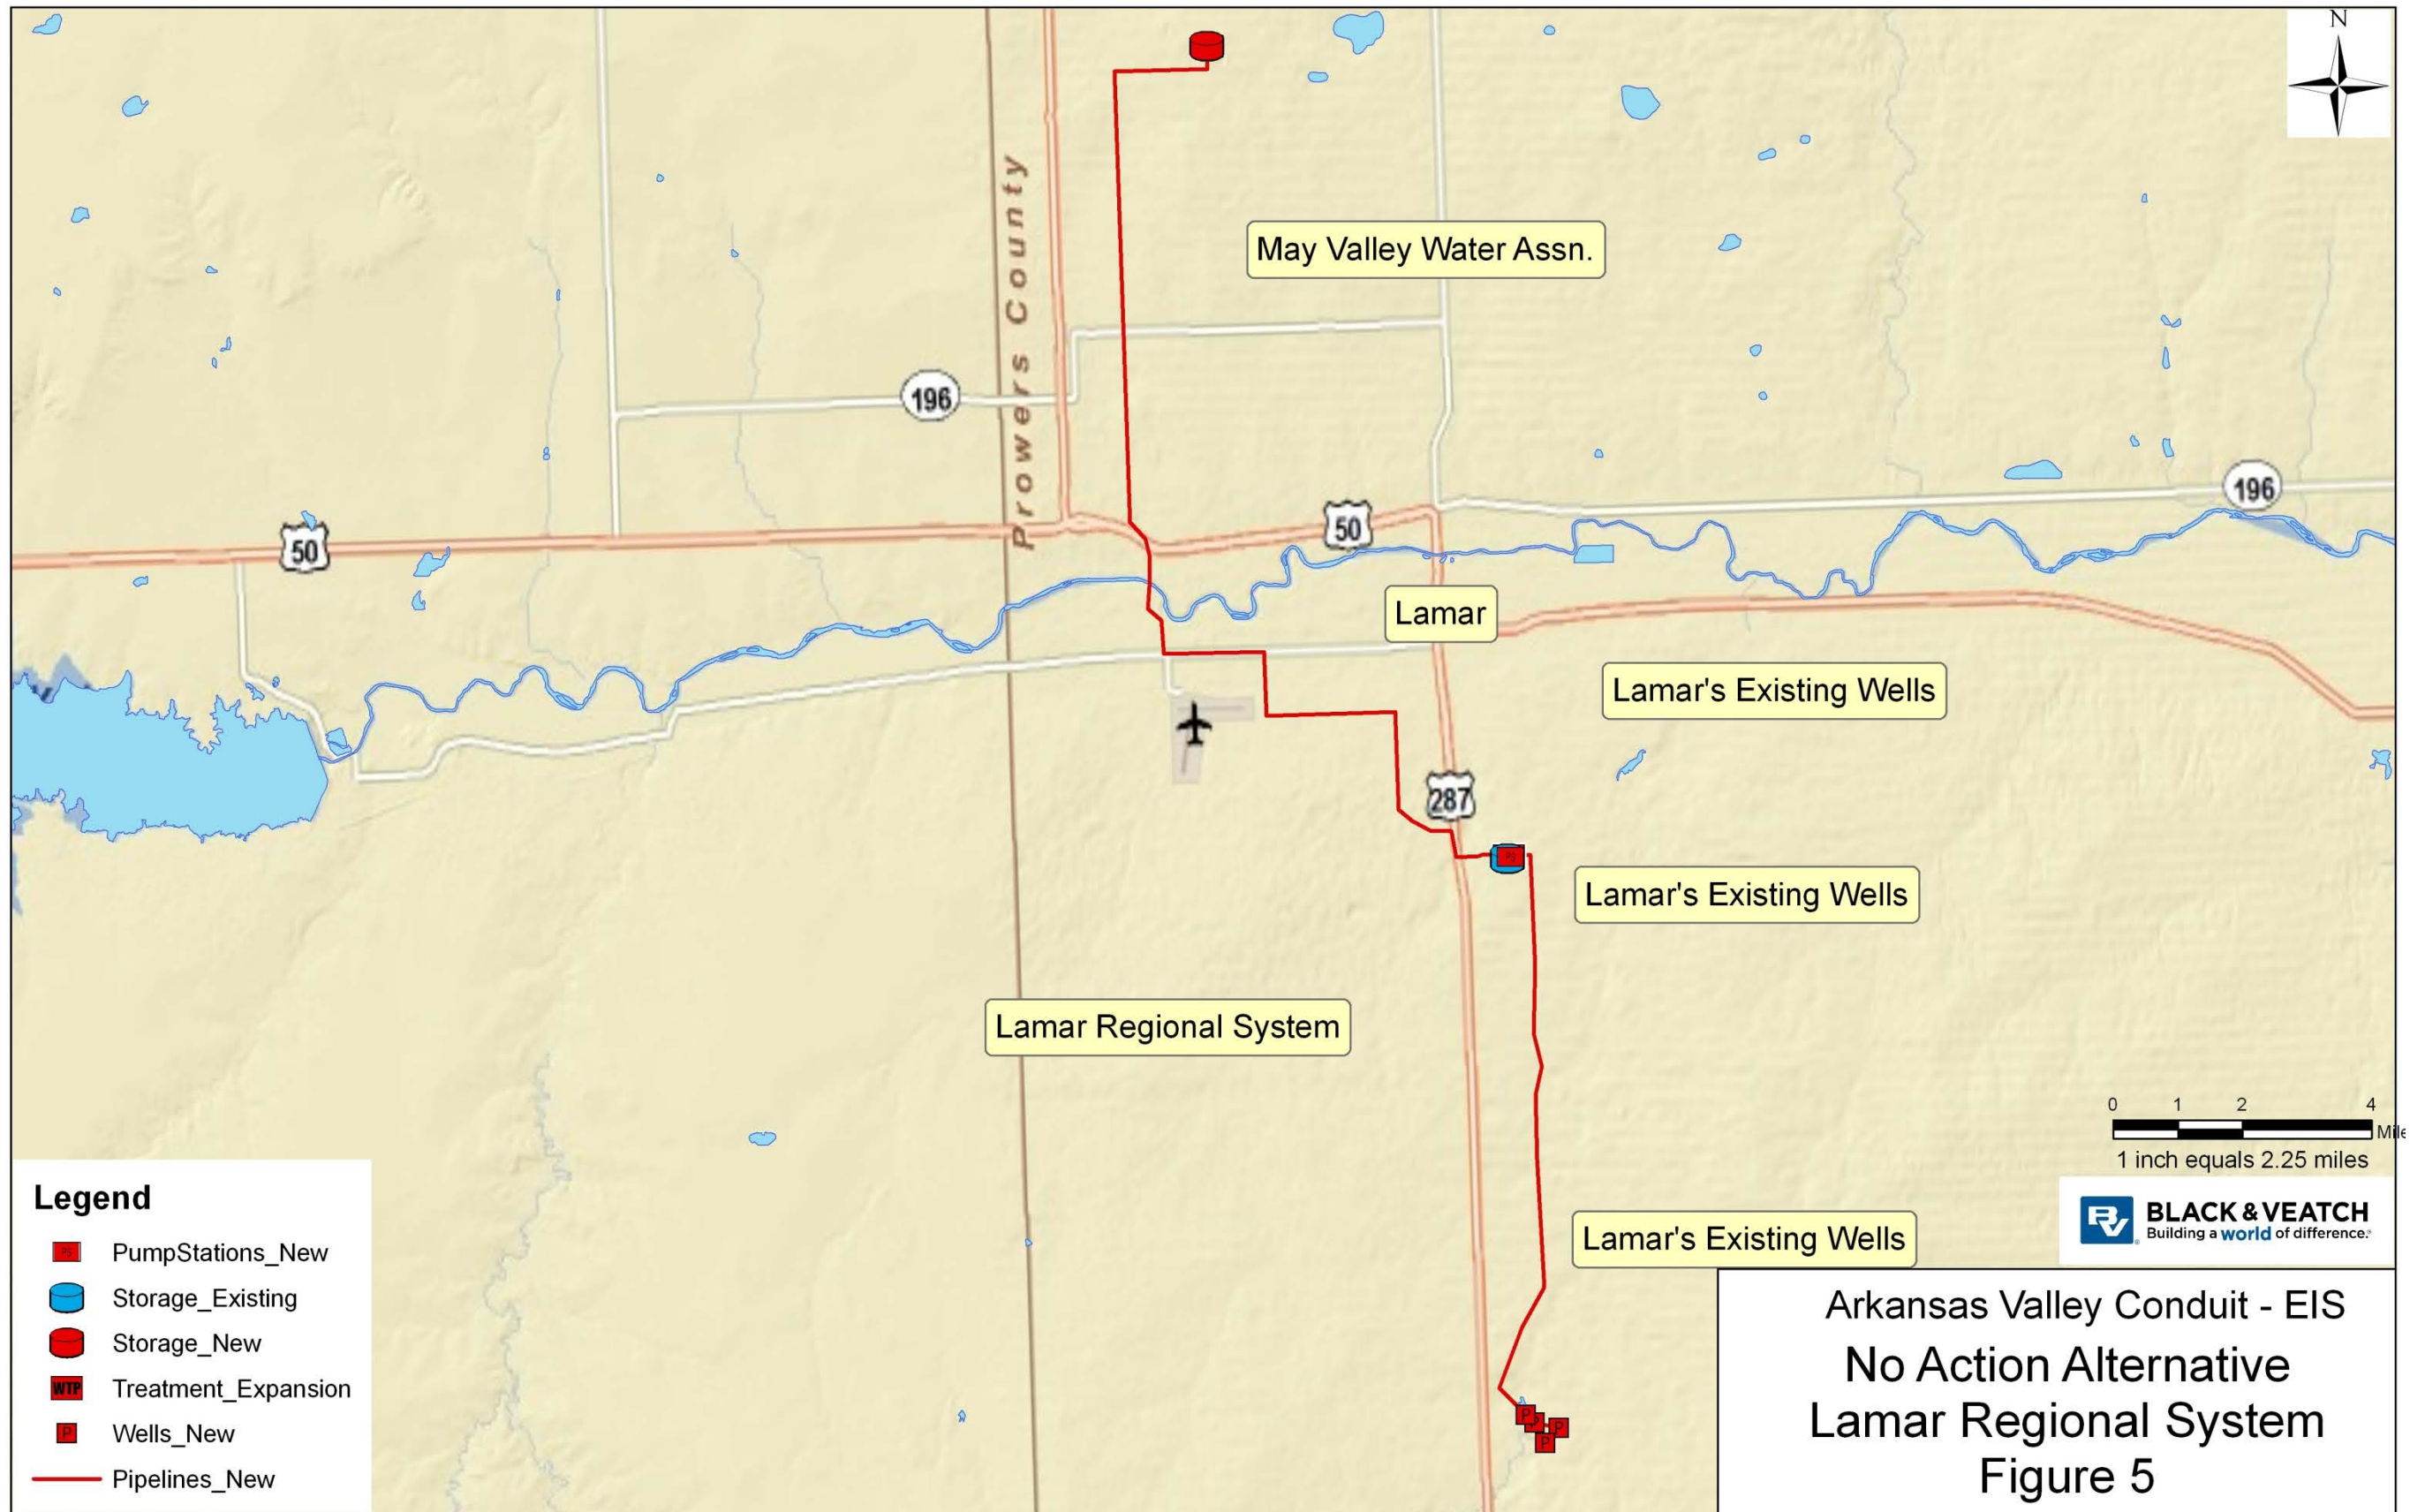 N
Prowers County
May Valley Water Assn.
196
196
50
50
Lamar
Lamar's Existing Wells
287
PS
Lamar's Existing Wells
Lamar Regional System
0 1 2 4
Mile
1 inch equals 2.25 miles
Lamar's Existing Wells
BV
BLACK & VEATCH
Building a world of difference.
P
P
P
P
Legend
PS PumpStations_New
Storage_Existing
Storage_New
WTP Treatment_Expansion
P Wells_New
Pipelines_New
Arkansas Valley Conduit - EIS
No Action Alternative
Lamar Regional System
Figure 5